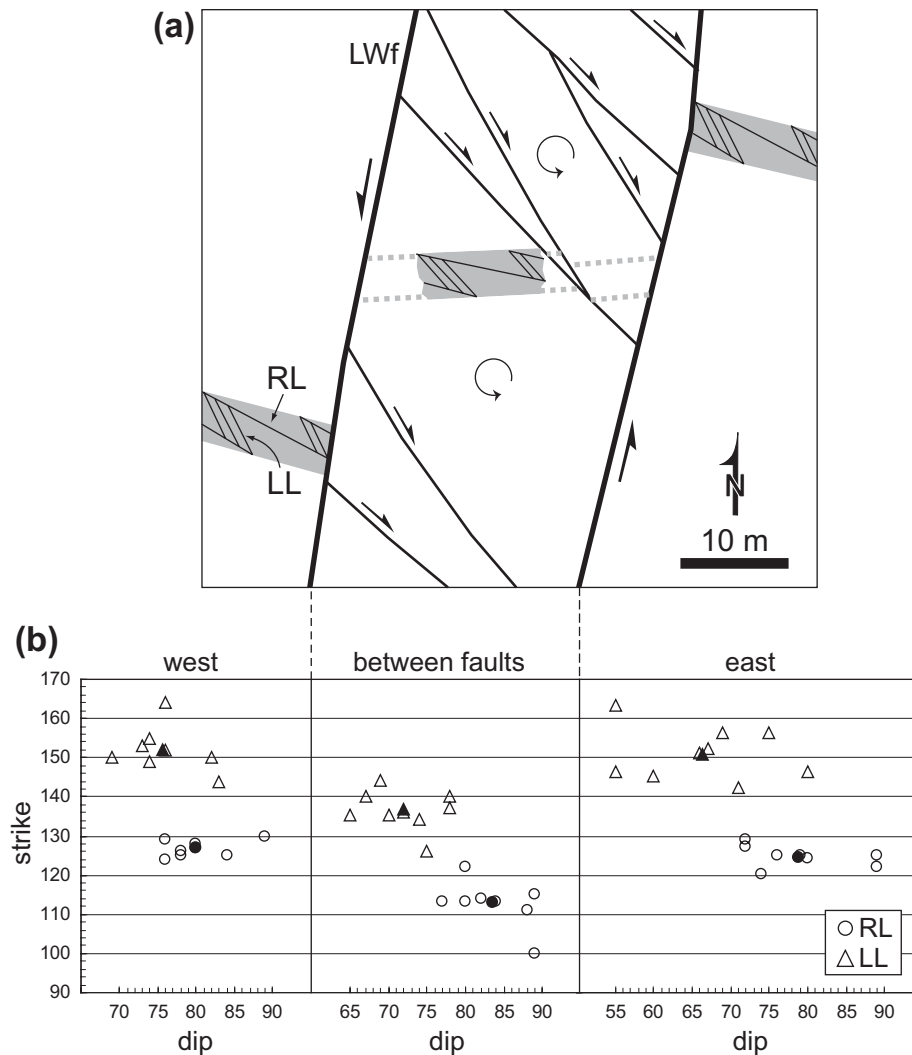 (a)
LWf
RL
LL
N
10 m
(b)
west between faults east
170
160
150
140
130
120
110
100
90
strike
70 75 80 85 90 65 70 75 80 85 90 55 60 65 70 75 80 85 90
dip dip dip
RL
LL